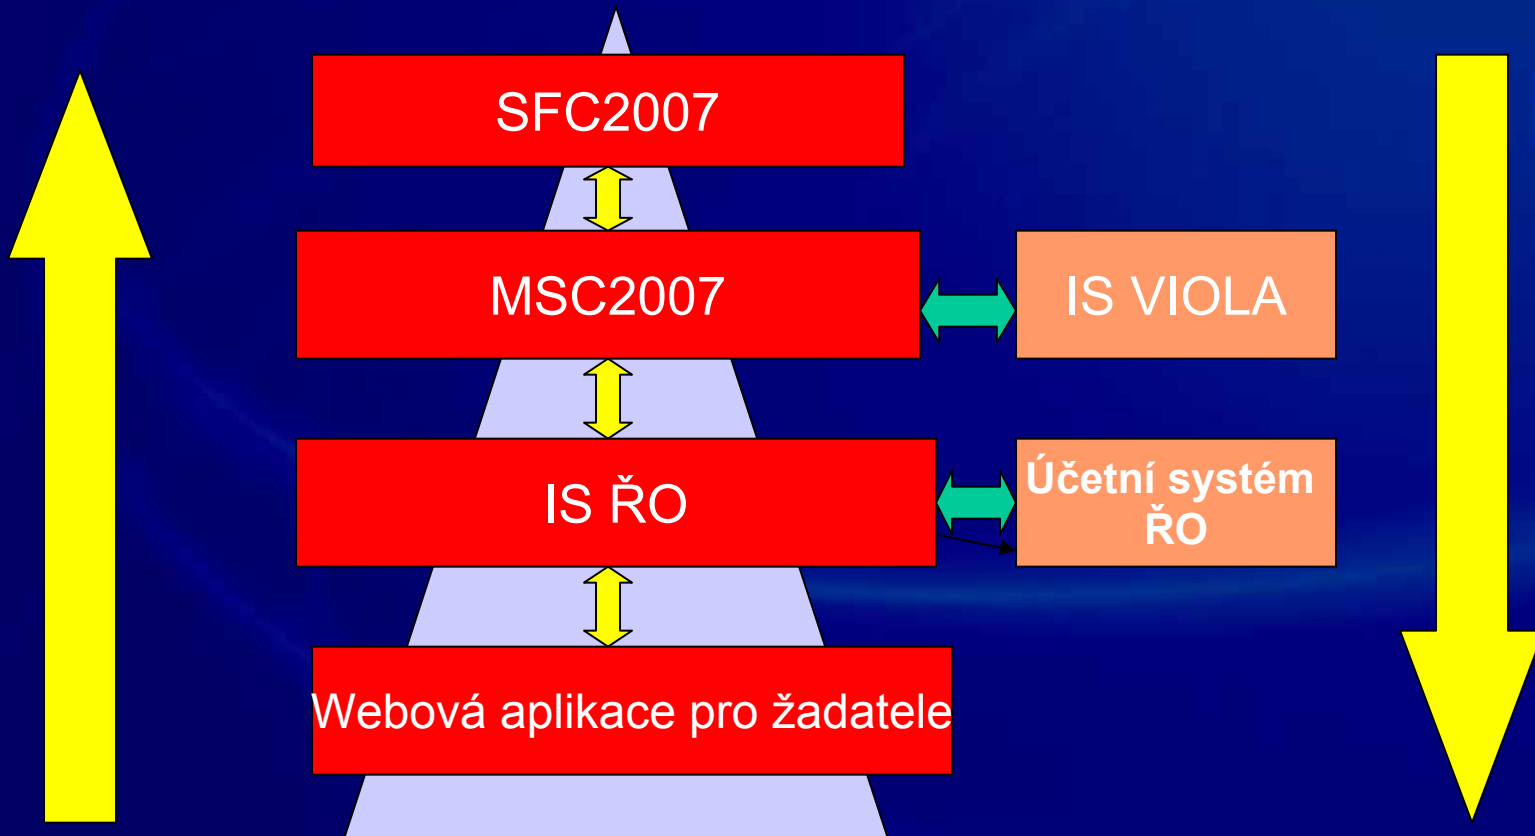 SFC2007
MSC2007
IS VIOLA
IS ŘO
Účetní systém
ŘO
Webová aplikace pro žadatele